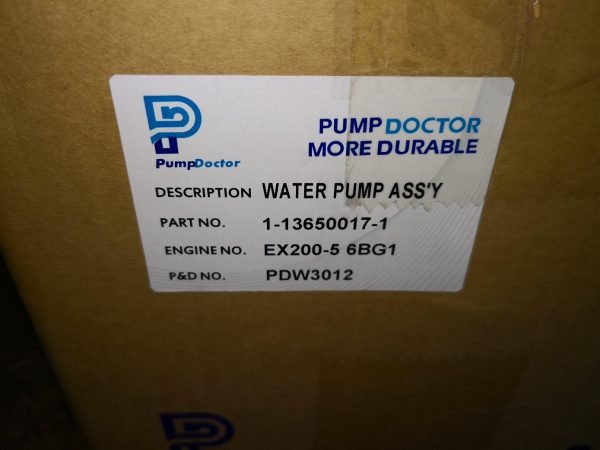 PumpDoctor
PUMP DOCTOR
MORE DURABLE
DESCRIPTION WATER PUMP ASS'Y
PART NO. 1-13650017-1
ENGINE NO. EX200-5 6BG1
P&D NO. PDW3012
PumpDoctor